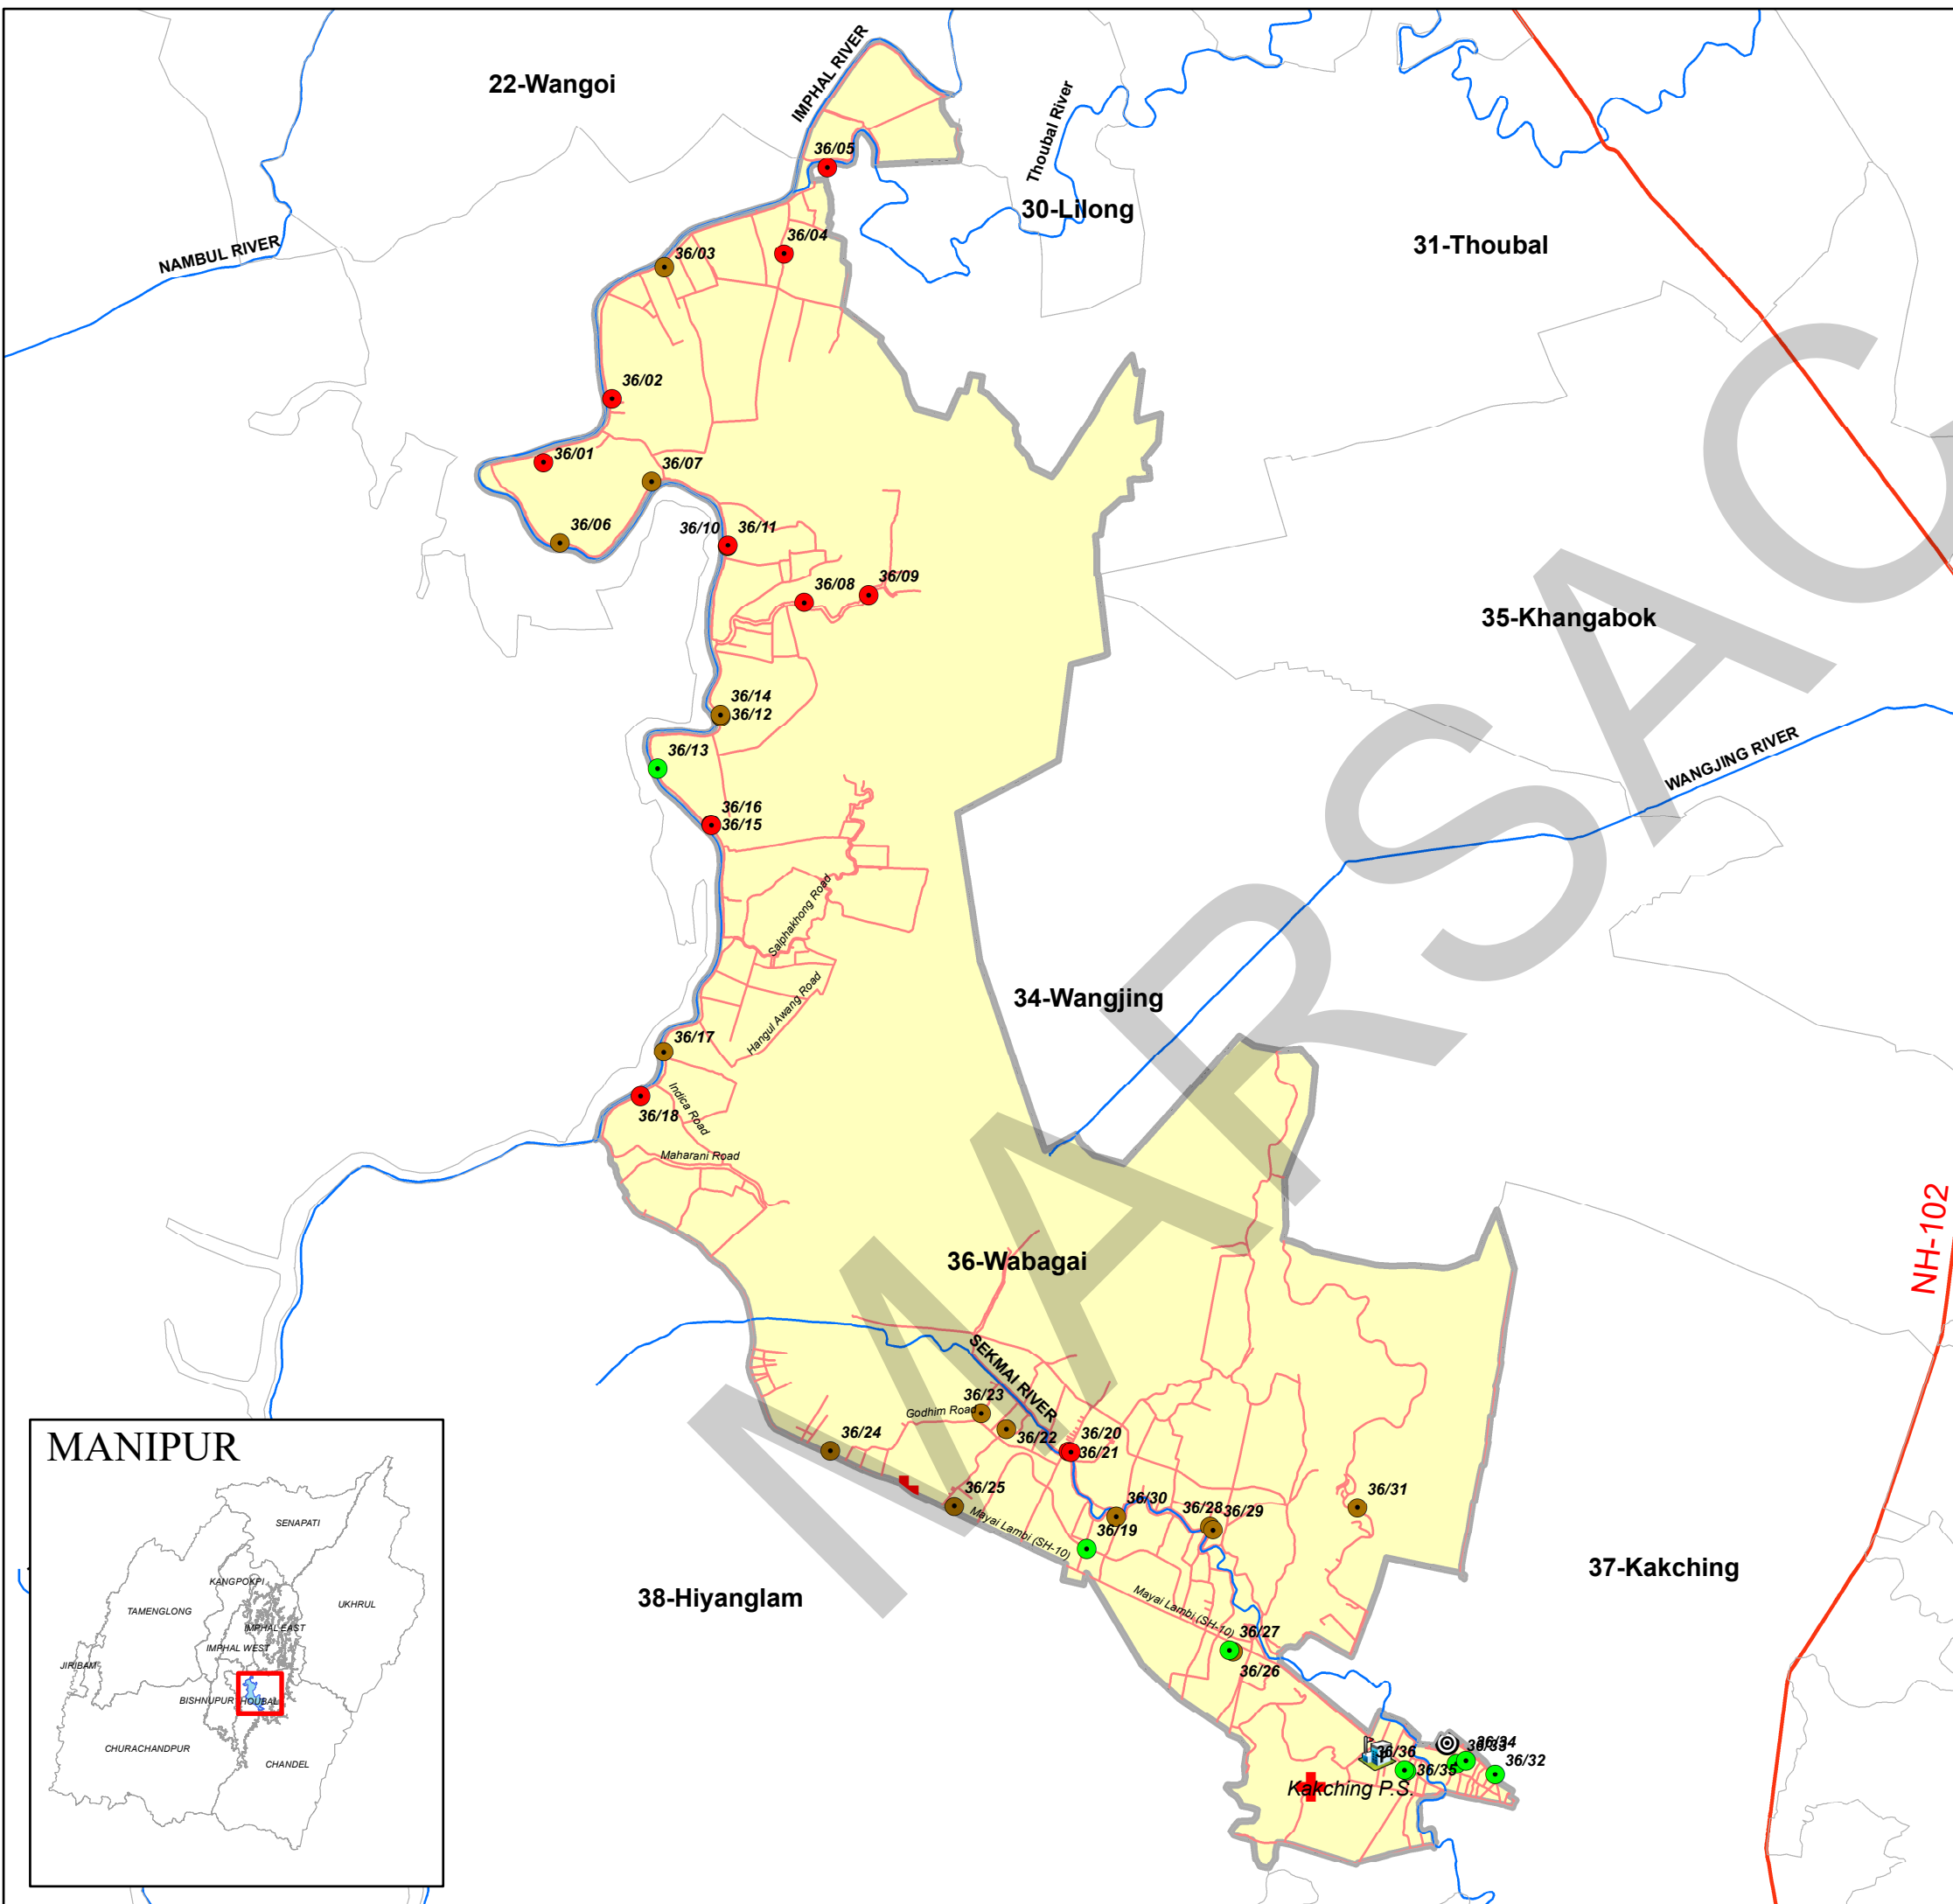 22-Wangoi
IMPHAL RIVER
Thoubal River
36/05
30-Lilong
31-Thoubal
NAMBUL RIVER
36/04
36/03
36/02
36/01
36/07
36/06
36/10
36/11
36/08
36/09
35-Khangabok
36/14
36/12
36/13
WANGJING RIVER
36/16
36/15
Salphakhong Road
34-Wangjing
Hangul Awang Road
36/17
36/18
Indica Road
Maharani Road
NH-102
36-Wabagai
SEKMAI RIVER
36/23
Godhim Road
36/22
36/20
36/21
36/24
36/25
Mayai Lambi (SH-10)
36/30
36/19
36/28
36/29
36/31
37-Kakching
38-Hiyanglam
Mayai Lambi (SH-10)
36/27
36/26
36/36
36/35
36/33
36/34
36/32
Kakching P.S.
MARSAC
MANIPUR
SENAPATI
KANGPOKPI
TAMENGLONG
UKHRUL
IMPHAL EAST
IMPHAL WEST
JIRIBAM
BISHNUPUR
HOUBAL
CHURACHANDPUR
CHANDEL